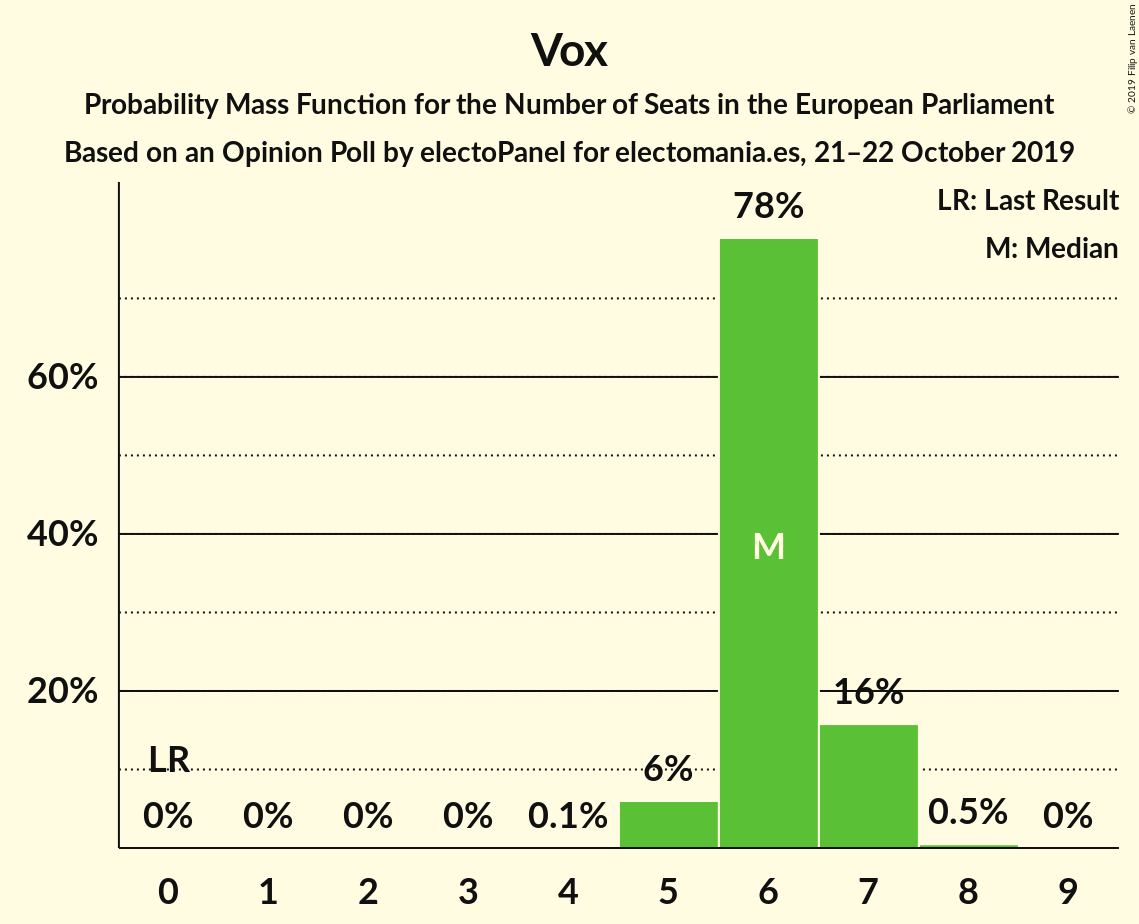 Vox
Probability Mass Function for the Number of Seats in the European Parliament
Based on an Opinion Poll by electoPanel for electomania.es, 21–22 October 2019
© 2019 Filip van Laenen
LR: Last Result
M: Median
78%
60%
40%
M
20%
16%
LR
6%
0%
0%
0%
0%
0.1%
0.5%
0%
0 1 2 3 4 5 6 7 8 9